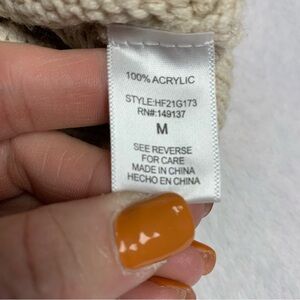 100% ACRYLIC
STYLE:HF21G173
RN#:149137
M
SEE REVERSE
FOR CARE
MADE IN CHINA
HECHO EN CHINA